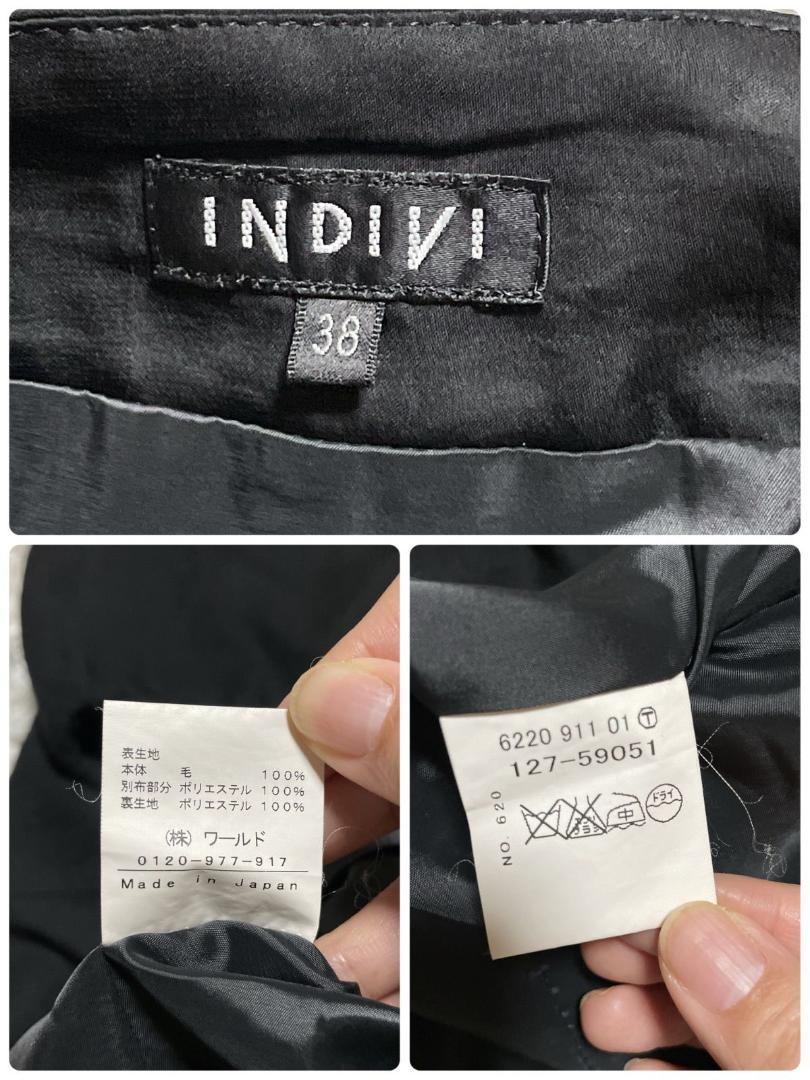 INDIVI
38
表生地
本体 毛 100%
別布部分 ポリエステル 100%
裏生地 ポリエステル 100%
(株) ワールド
0120-977-917
Made in Japan
6220 911 01 Ⓣ
127-59051
NO. 620
中
ドライ